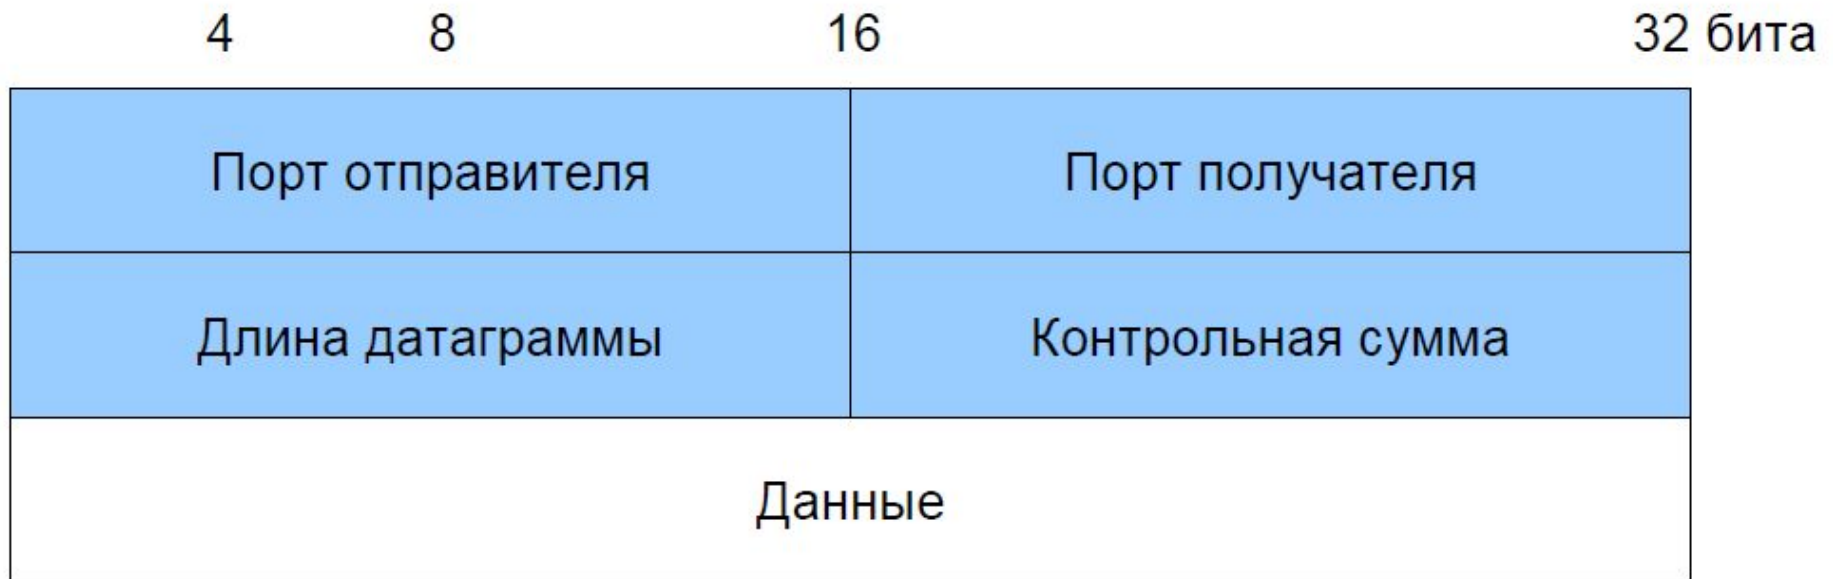 4 8 16 32 бита
Порт отправителя Порт получателя
Длина датаграммы Контрольная сумма
Данные